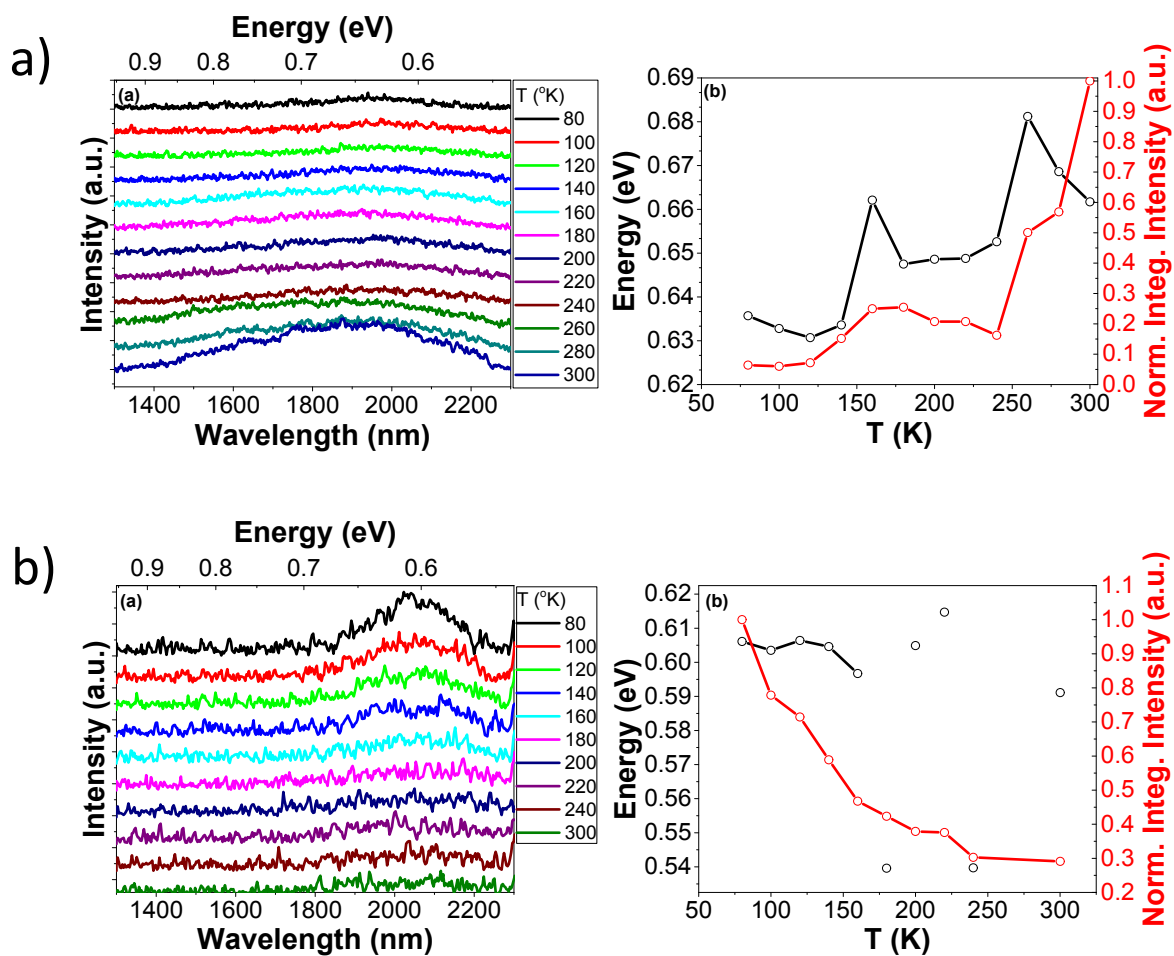 a)
Energy (eV)
0.9 0.8 0.7 0.6
(a)
Intensity (a.u.)
1400 1600 1800 2000 2200
Wavelength (nm)
T (°K)
80
100
120
140
160
180
200
220
240
260
280
300
(b)
Energy (eV)
0.69
0.68
0.67
0.66
0.65
0.64
0.63
0.62
50 100 150 200 250 300
T (K)
1.0
0.9
0.8
0.7
0.6
0.5
0.4
0.3
0.2
0.1
0.0
Norm. Integ. Intensity (a.u.)
b)
Energy (eV)
0.9 0.8 0.7 0.6
(a)
Intensity (a.u.)
1400 1600 1800 2000 2200
Wavelength (nm)
T (°K)
80
100
120
140
160
180
200
220
240
300
(b)
Energy (eV)
0.62
0.61
0.60
0.59
0.58
0.57
0.56
0.55
0.54
50 100 150 200 250 300
T (K)
1.1
1.0
0.9
0.8
0.7
0.6
0.5
0.4
0.3
0.2
Norm. Integ. Intensity (a.u.)